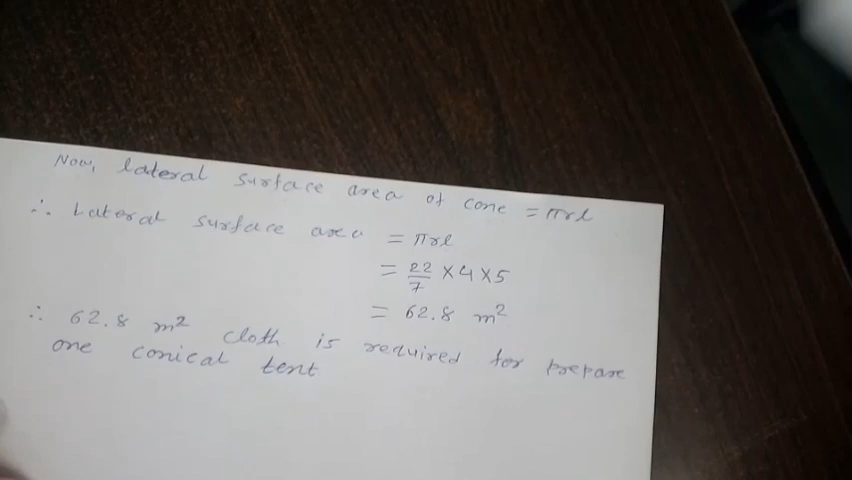 Now, lateral surface area of cone = πrl
∴ Lateral surface area = πrl
= 22/7 × 4 × 5
= 62.8 m²
∴ 62.8 m² cloth is required for prepare
one conical tent